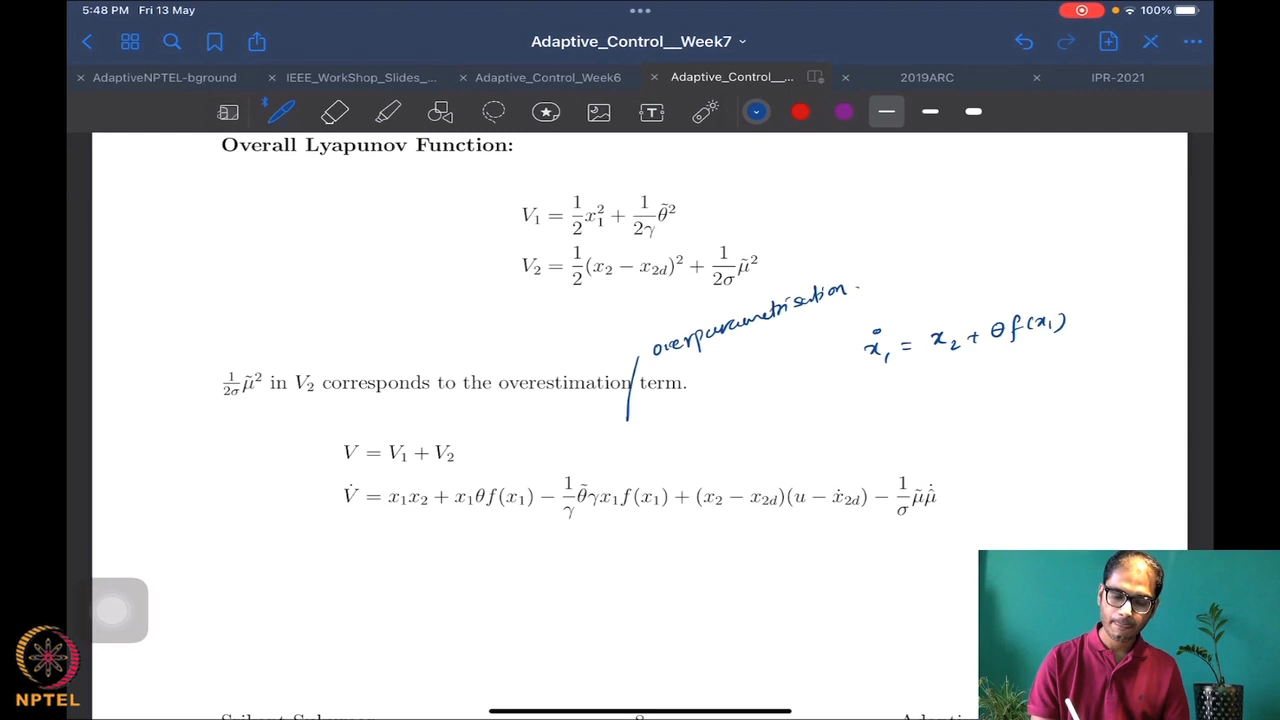 5:48 PM Fri 13 May
100%
Adaptive_Control__Week7
AdaptiveNPTEL-bground
IEEE_WorkShop_Slides_...
Adaptive_Control_Week6
Adaptive_Control__...
2019ARC
IPR-2021
Overall Lyapunov Function:
V₁ = 1/2 x₁² + 1/2γ θ̃²
V₂ = 1/2 (x₂ − x₂d)² + 1/2σ μ̃²
overparametrisation.
ẋ₁ = x₂ + θf(x₁)
1/2σ μ̃² in V₂ corresponds to the overestimation term.
V = V₁ + V₂
V̇ = x₁x₂ + x₁θf(x₁) − 1/γ θ̃γx₁f(x₁) + (x₂ − x₂d)(u − ẋ₂d) − 1/σ μ̃μ̂̇
NPTEL